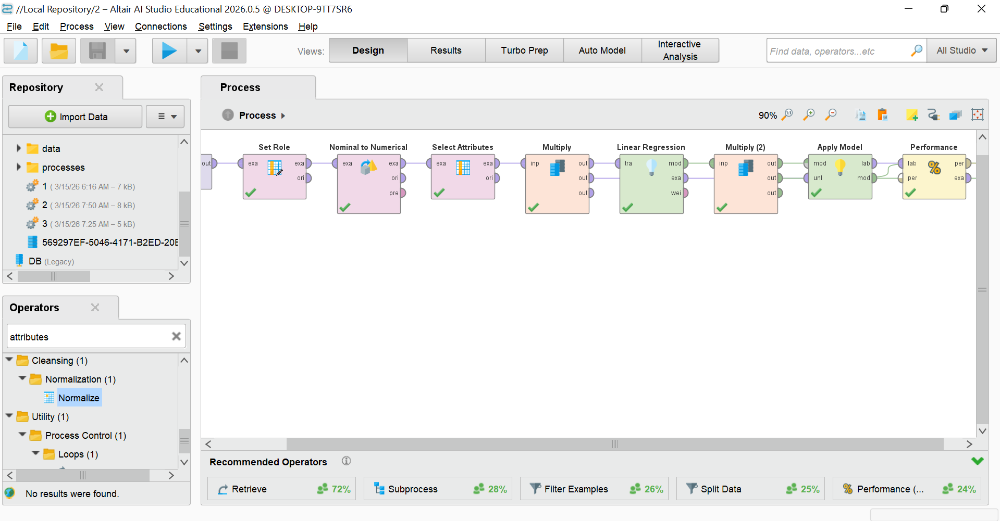 //Local Repository/2 – Altair AI Studio Educational 2026.0.5 @ DESKTOP-9TT7SR6
File Edit Process View Connections Settings Extensions Help
Views: Design Results Turbo Prep Auto Model Interactive Analysis
Find data, operators...etc All Studio
Repository
Import Data
data
processes
1 ( 3/15/26 6:16 AM – 7 kB)
2 ( 3/15/26 7:50 AM – 8 kB)
3 ( 3/15/26 7:25 AM – 5 kB)
569297EF-5046-4171-B2ED-20
DB (Legacy)
Operators
attributes
Cleansing (1)
Normalization (1)
Normalize
Utility (1)
Process Control (1)
Loops (1)
No results were found.
Process
Process
90% 1:1
Set Role Nominal to Numerical Select Attributes Multiply Linear Regression Multiply (2) Apply Model Performance
out exa exa exa exa exa exa inp out tra mod inp out mod lab lab per
ori ori ori out exa out unl mod per exa
pre out wei out
Recommended Operators
Retrieve 72% Subprocess 28% Filter Examples 26% Split Data 25% Performance (... 24%